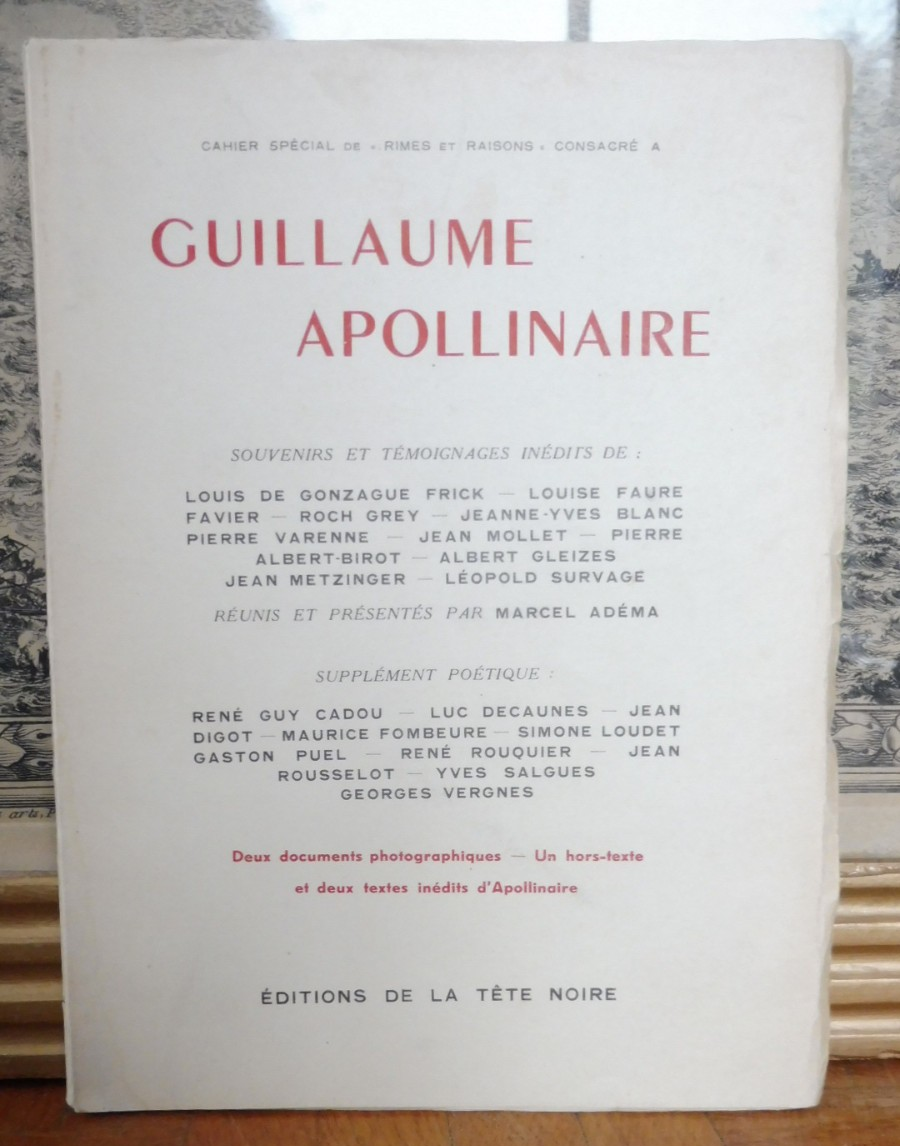 CAHIER SPÉCIAL DE « RIMES ET RAISONS » CONSACRÉ A
GUILLAUME
APOLLINAIRE
SOUVENIRS ET TÉMOIGNAGES INÉDITS DE :
LOUIS DE GONZAGUE FRICK — LOUISE FAURE
FAVIER — ROCH GREY — JEANNE-YVES BLANC
PIERRE VARENNE — JEAN MOLLET — PIERRE
ALBERT-BIROT — ALBERT GLEIZES
JEAN METZINGER — LÉOPOLD SURVAGE
RÉUNIS ET PRÉSENTÉS PAR MARCEL ADÉMA
SUPPLÉMENT POÉTIQUE :
RENÉ GUY CADOU — LUC DECAUNES — JEAN
DIGOT — MAURICE FOMBEURE — SIMONE LOUDET
GASTON PUEL — RENÉ ROUQUIER — JEAN
ROUSSELOT — YVES SALGUES
GEORGES VERGNES
Deux documents photographiques — Un hors-texte
et deux textes inédits d'Apollinaire
ÉDITIONS DE LA TÊTE NOIRE